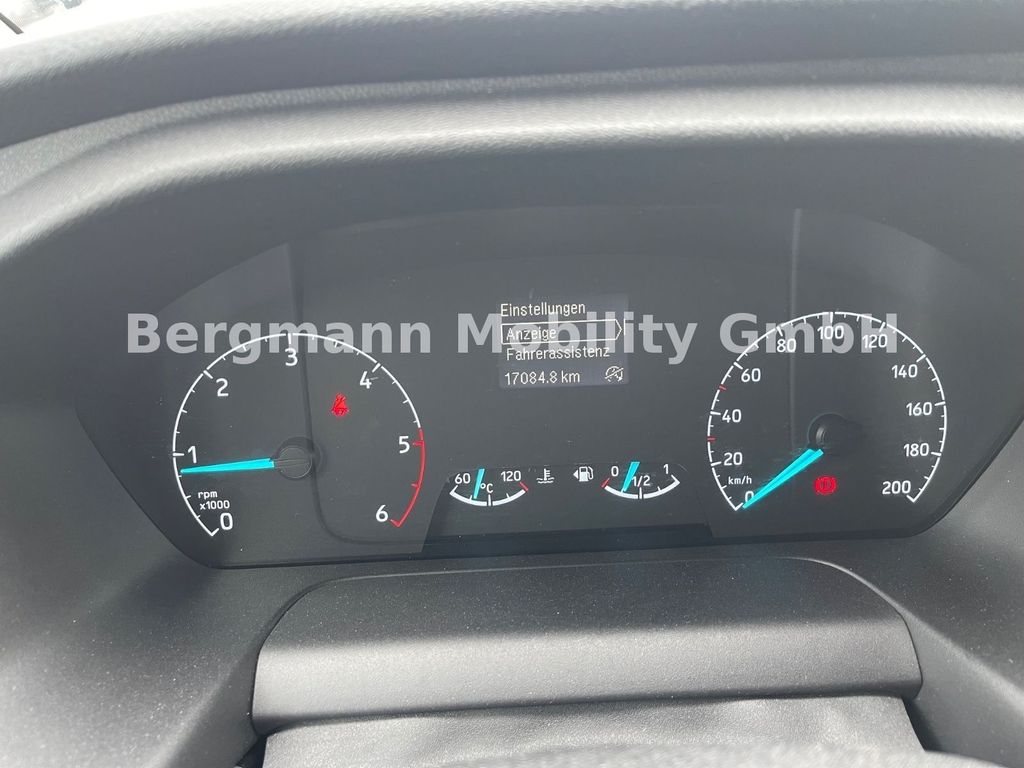 Bergmann Mobility GmbH
Einstellungen
Anzeige
Fahrerassistenz
17084.8 km
0
1
2
3
4
5
6
rpm
x1000
60 120
°C
0 1/2 1
0
20
40
60
80
100
120
140
160
180
200
km/h